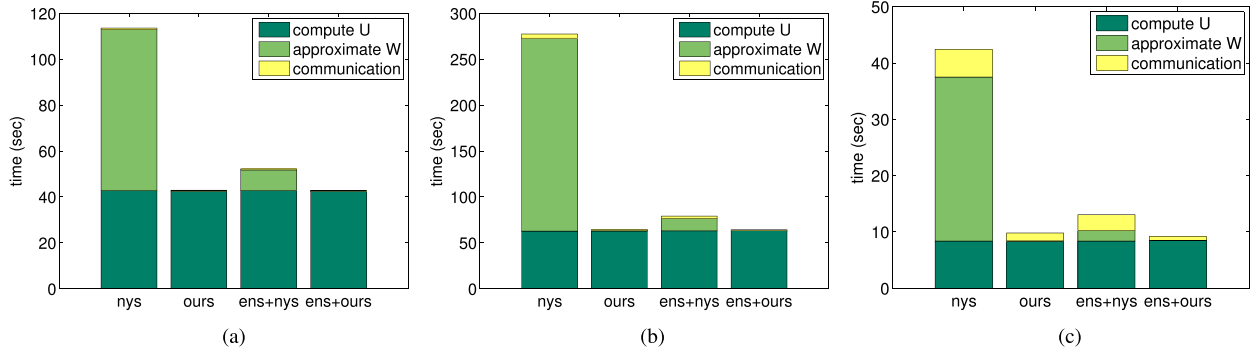 120
100
80
60
40
20
0
time (sec)
compute U
approximate W
communication
nys
ours
ens+nys
ens+ours
(a)
300
250
200
150
100
50
0
time (sec)
compute U
approximate W
communication
nys
ours
ens+nys
ens+ours
(b)
50
40
30
20
10
0
time (sec)
compute U
approximate W
communication
nys
ours
ens+nys
ens+ours
(c)